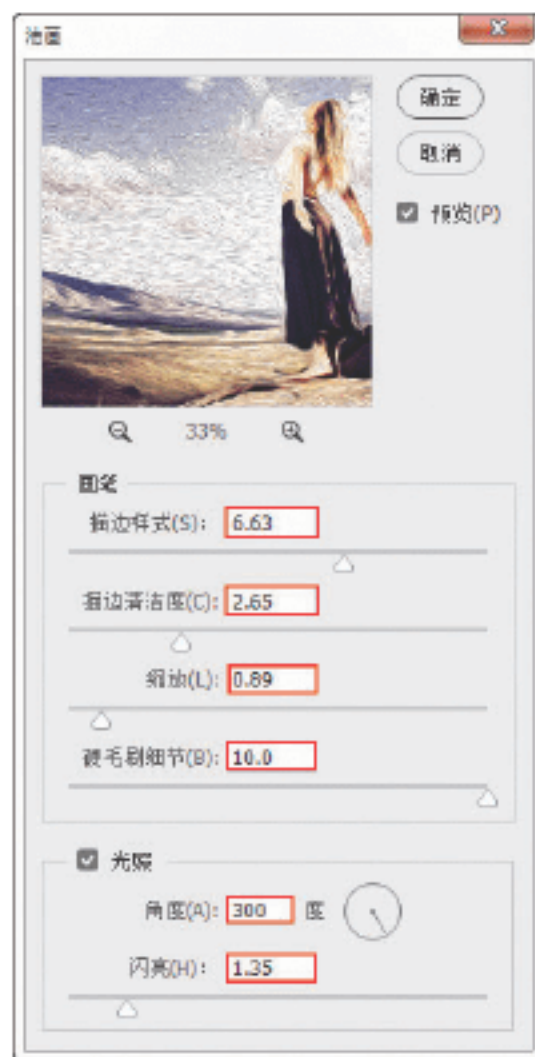 油画
确定
取消
预览(P)
33%
画笔
描边样式(S): 6.63
描边清洁度(C): 2.65
缩放(L): 0.89
硬毛刷细节(B): 10.0
光照
角度(A): 300 度
闪亮(H): 1.35